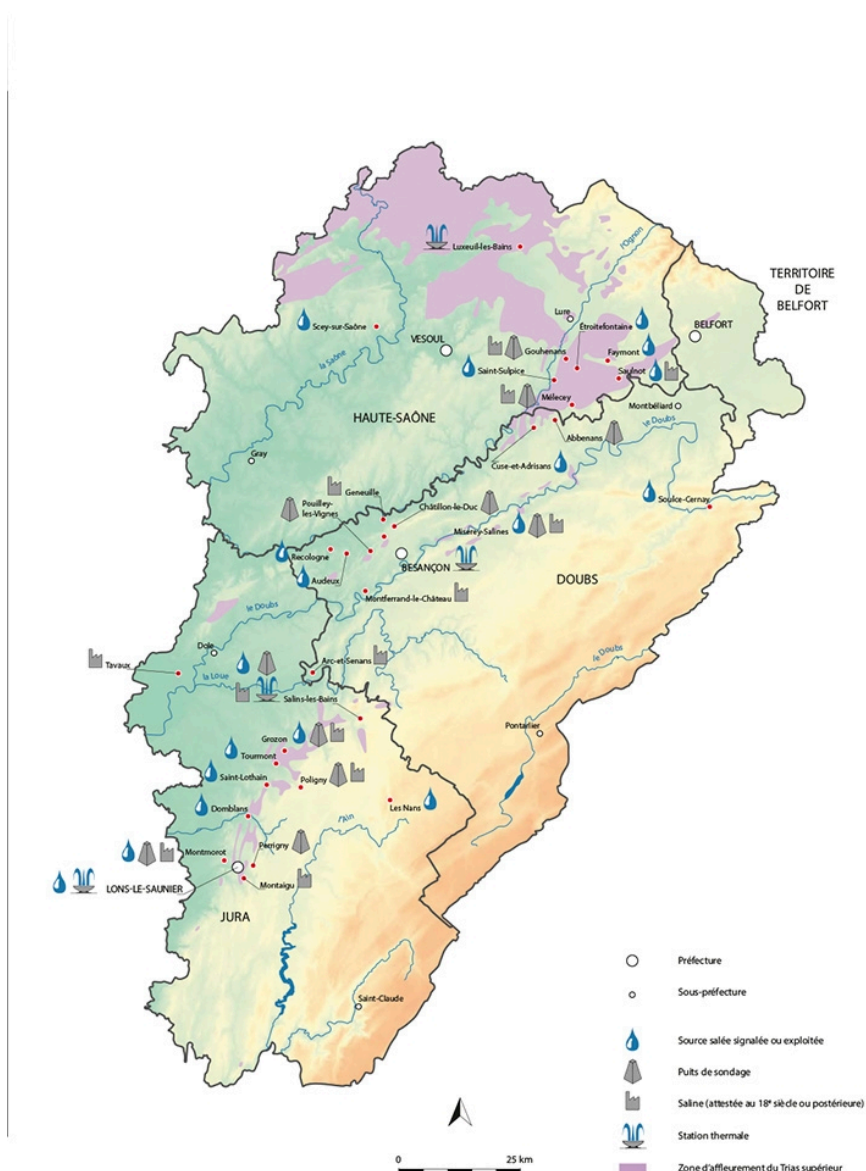 l'Ognon
Luxeuil-les-Bains
TERRITOIRE
DE
BELFORT
Lure
Étroitefontaine
BELFORT
Scey-sur-Saône
VESOUL
Gouhenans
Faymont
la Saône
Saint-Sulpice
Saulnot
Mélecey
Montbéliard
HAUTE-SAÔNE
le Doubs
Abbenans
Gray
Cuse-et-Adrisans
Geneuille
Soulce-Cernay
Pouilley-
les-Vignes
Châtillon-le-Duc
Miserey-Salines
Recologne
BESANÇON
Audeux
DOUBS
Montferrand-le-Château
le Doubs
Dole
le Doubs
Tavaux
Arc-et-Senans
la Loue
Salins-les-Bains
Pontarlier
Grozon
Tourmont
Saint-Lothain
Poligny
Domblans
Les Nans
l'Ain
Perrigny
Montmorot
LONS-LE-SAUNIER
Montaigu
JURA
Saint-Claude
Préfecture
Sous-préfecture
Source salée signalée ou exploitée
Puits de sondage
Saline (attestée au 18e siècle ou postérieure)
Station thermale
0 25 km
Zone d'affleurement du Trias supérieur